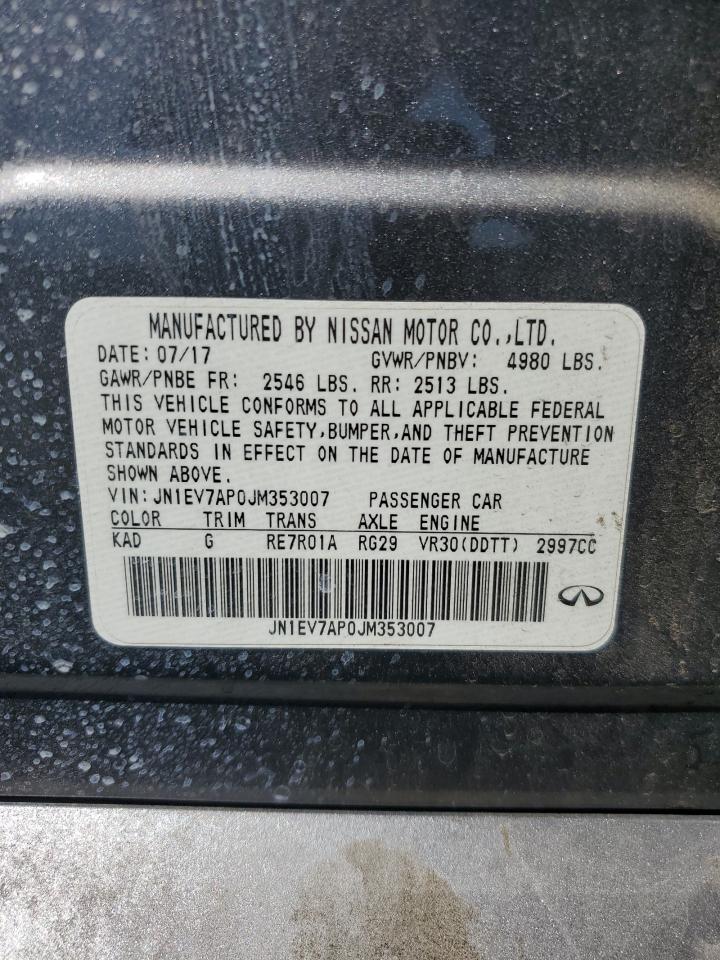 MANUFACTURED BY NISSAN MOTOR CO.,LTD.
DATE: 07/17 GVWR/PNBV: 4980 LBS.
GAWR/PNBE FR: 2546 LBS. RR: 2513 LBS.
THIS VEHICLE CONFORMS TO ALL APPLICABLE FEDERAL
MOTOR VEHICLE SAFETY,BUMPER,AND THEFT PREVENTION
STANDARDS IN EFFECT ON THE DATE OF MANUFACTURE
SHOWN ABOVE.
VIN: JN1EV7AP0JM353007 PASSENGER CAR
COLOR TRIM TRANS AXLE ENGINE
KAD G RE7R01A RG29 VR30(DDTT) 2997CC
JN1EV7AP0JM353007